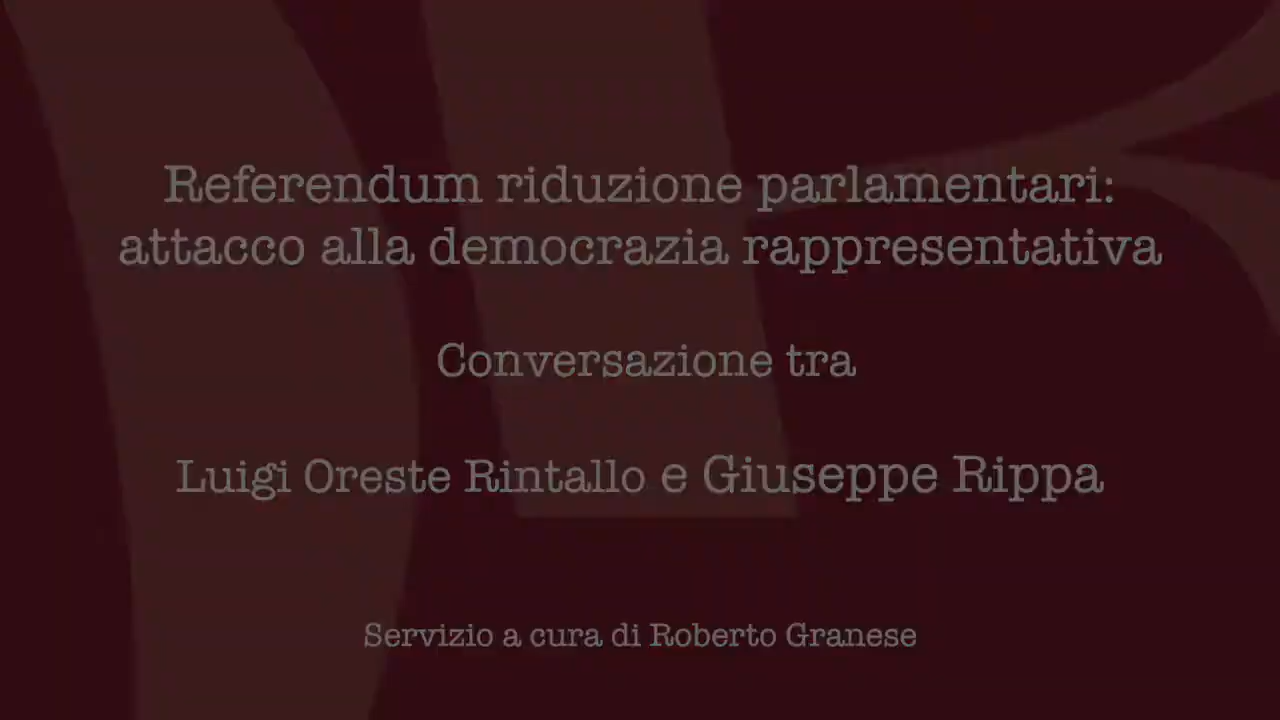 Referendum riduzione parlamentari:
attacco alla democrazia rappresentativa
Conversazione tra
Luigi Oreste Rintallo e Giuseppe Rippa
Servizio a cura di Roberto Granese